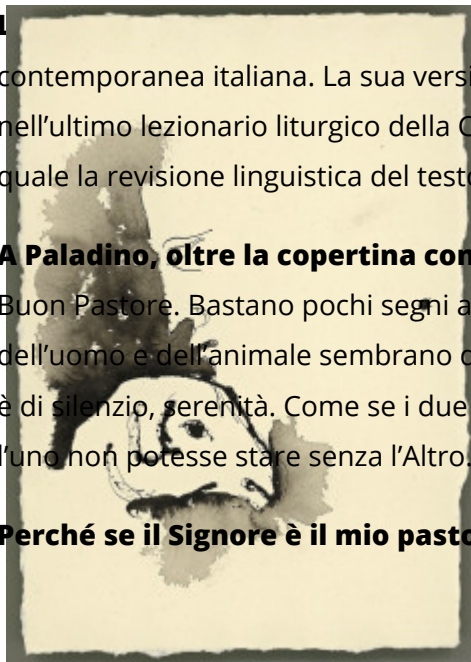 contemporanea italiana. La sua versi
nell’ultimo lezionario liturgico della C
quale la revisione linguistica del testo
A Paladino, oltre la copertina con
Buon Pastore. Bastano pochi segni a
dell’uomo e dell’animale sembrano
è di silenzio, serenità. Come se i due
l’uno non potesse stare senza l’Altro.
Perché se il Signore è il mio pasto